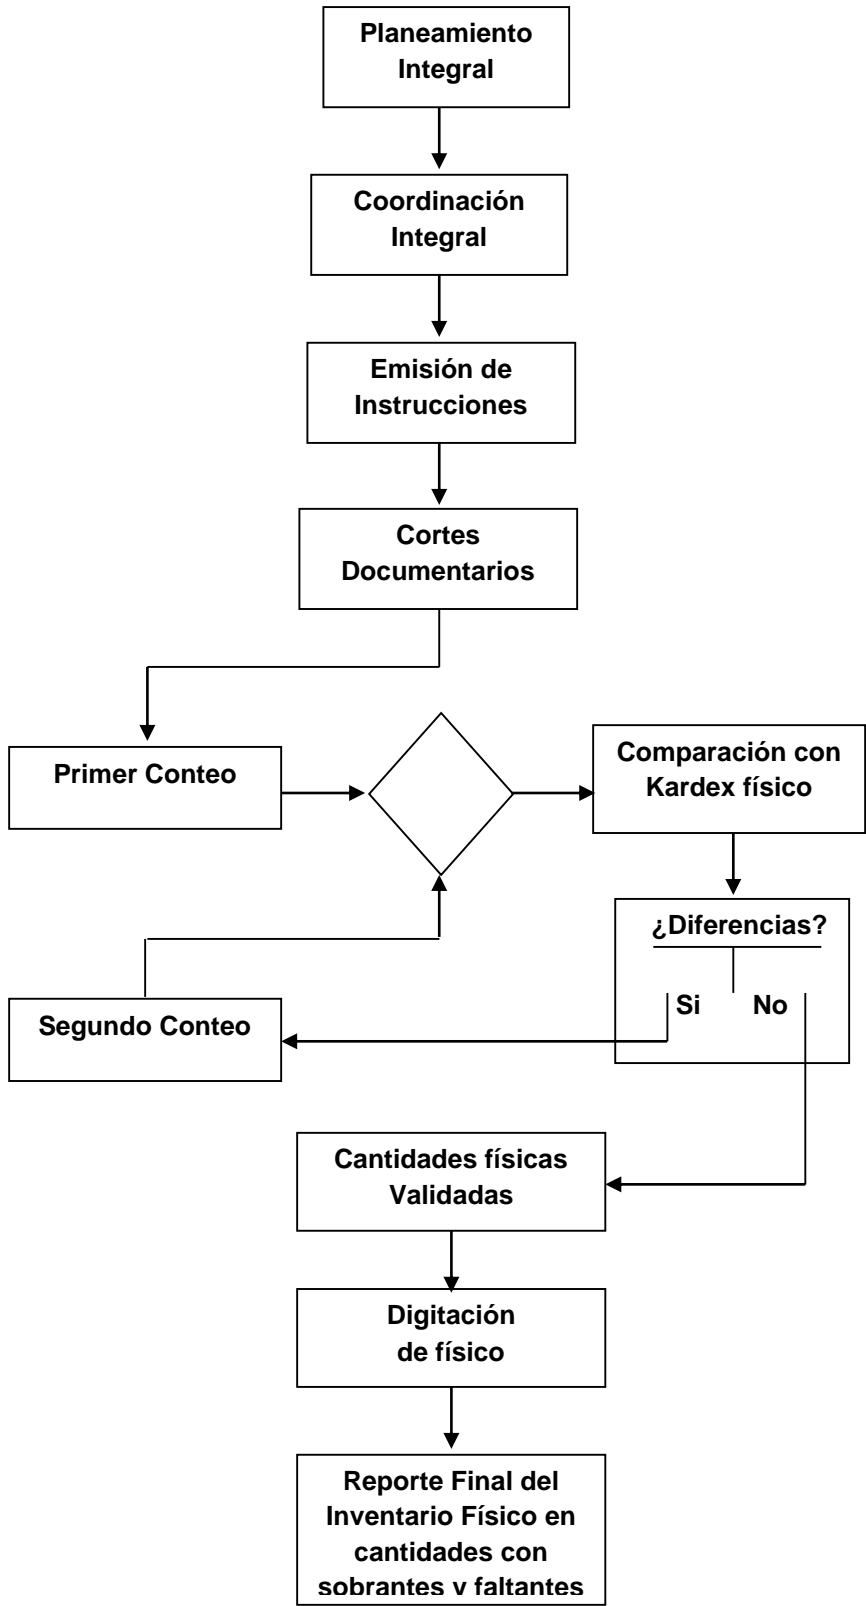 Planeamiento
Integral
Coordinación
Integral
Emisión de
Instrucciones
Cortes
Documentarios
Primer Conteo
Comparación con
Kardex físico
¿Diferencias?
Si No
Segundo Conteo
Cantidades físicas
Validadas
Digitación
de físico
Reporte Final del
Inventario Físico en
cantidades con
sobrantes y faltantes